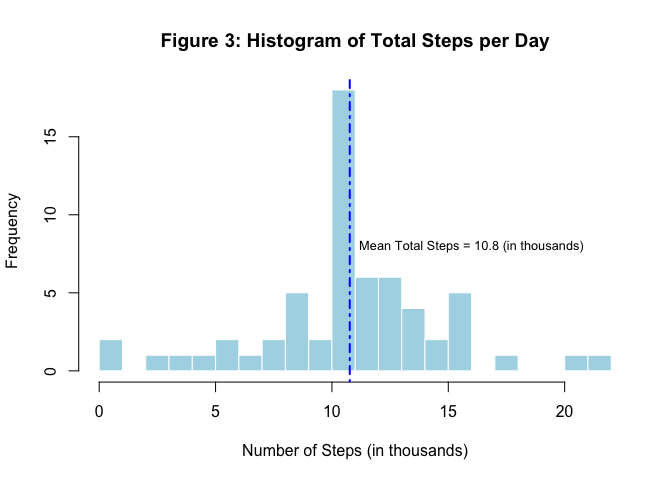 Figure 3: Histogram of Total Steps per Day
Frequency
15
10
5
0
Mean Total Steps = 10.8 (in thousands)
0 5 10 15 20
Number of Steps (in thousands)